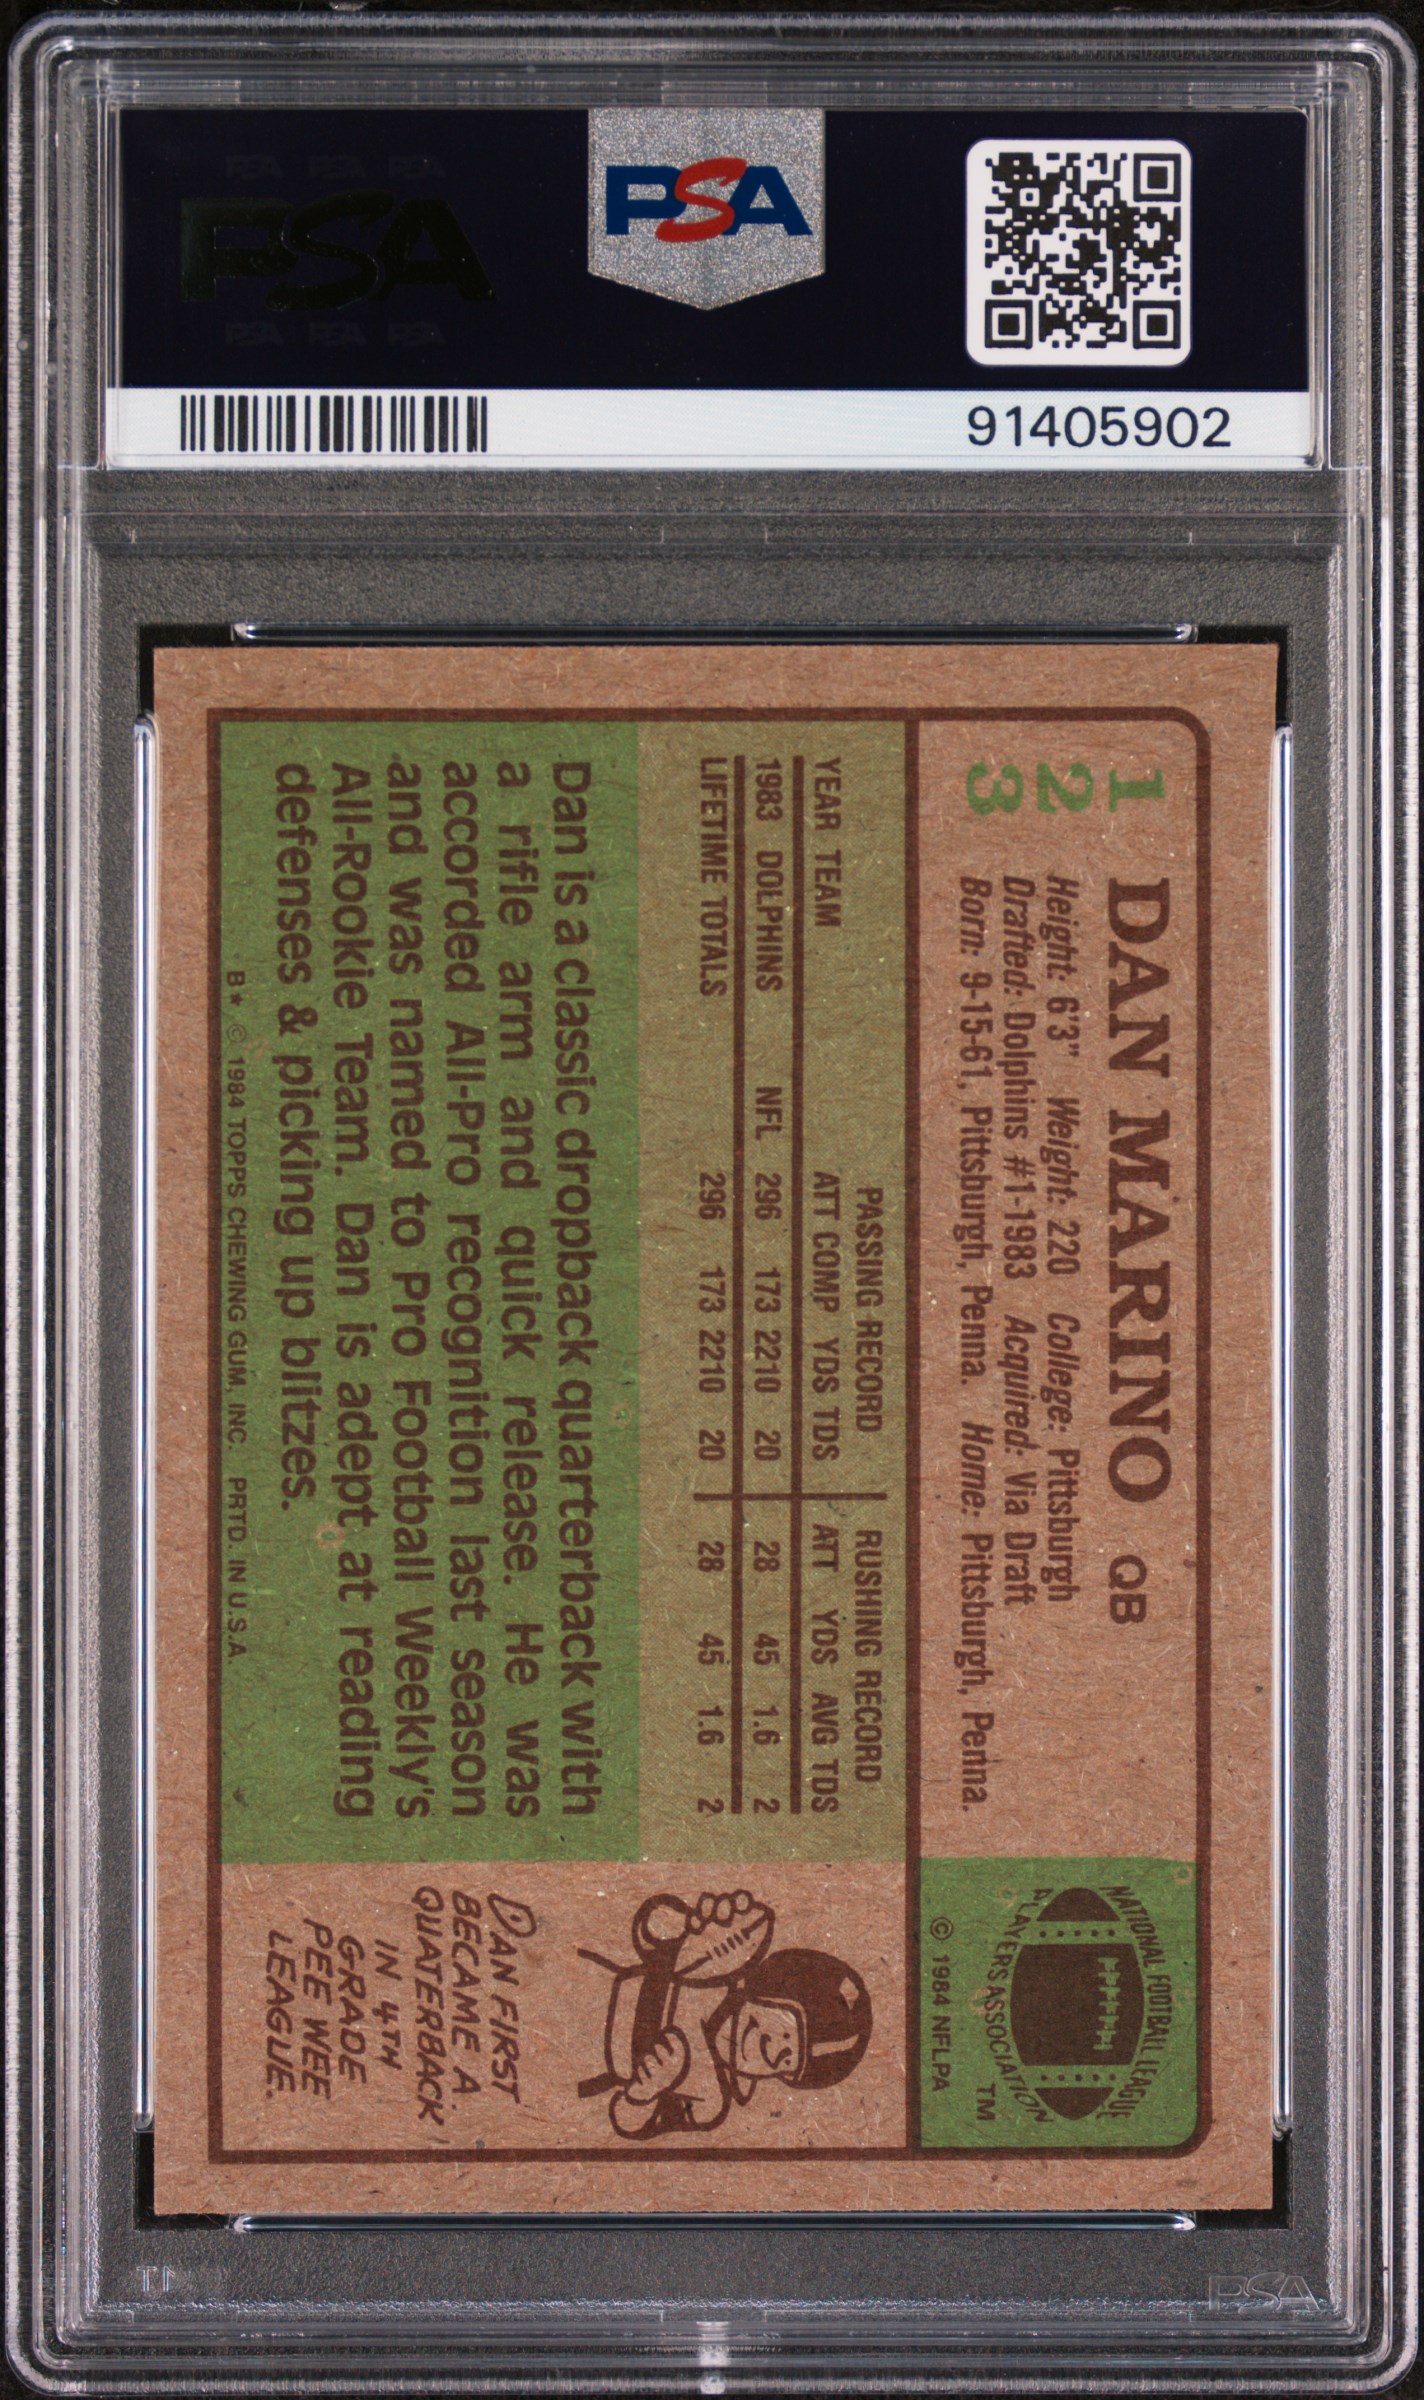 PSA PSA PSA
PSA
PSA PSA PSA
PSA
91405902
123
DAN MARINO QB
Height: 6'3" Weight: 220 College: Pittsburgh
Drafted: Dolphins #1-1983 Acquired: Via Draft
Born: 9-15-61, Pittsburgh, Penna. Home: Pittsburgh, Penna.
NATIONAL FOOTBALL LEAGUE
PLAYERS ASSOCIATION TM
© 1984 NFLPA
PASSING RECORD RUSHING RECORD
YEAR TEAM ATT COMP YDS TDS ATT YDS AVG TDS
1983 DOLPHINS NFL 296 173 2210 20 28 45 1.6 2
LIFETIME TOTALS 296 173 2210 20 28 45 1.6 2
Dan is a classic dropback quarterback with
a rifle arm and quick release. He was
accorded All-Pro recognition last season
and was named to Pro Football Weekly's
All-Rookie Team. Dan is adept at reading
defenses & picking up blitzes.
B* © 1984 TOPPS CHEWING GUM, INC. PRTD. IN U.S.A.
DAN FIRST
BECAME A
QUATERBACK
IN 4TH
GRADE
PEE WEE
LEAGUE.
PSA